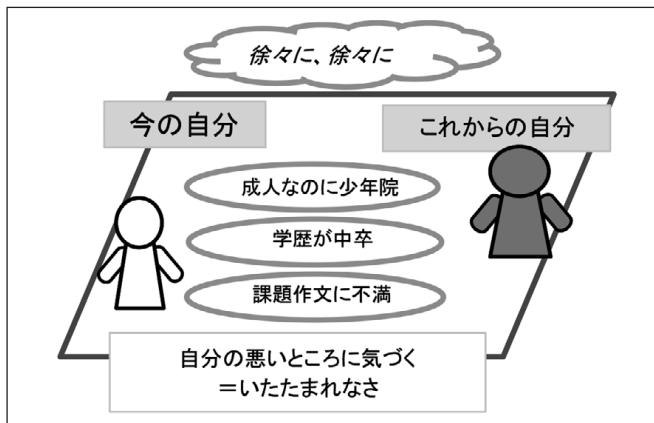 徐々に、徐々に
今の自分
これからの自分
成人なのに少年院
学歴が中卒
課題作文に不満
自分の悪いところに気づく
＝いたたまれなさ